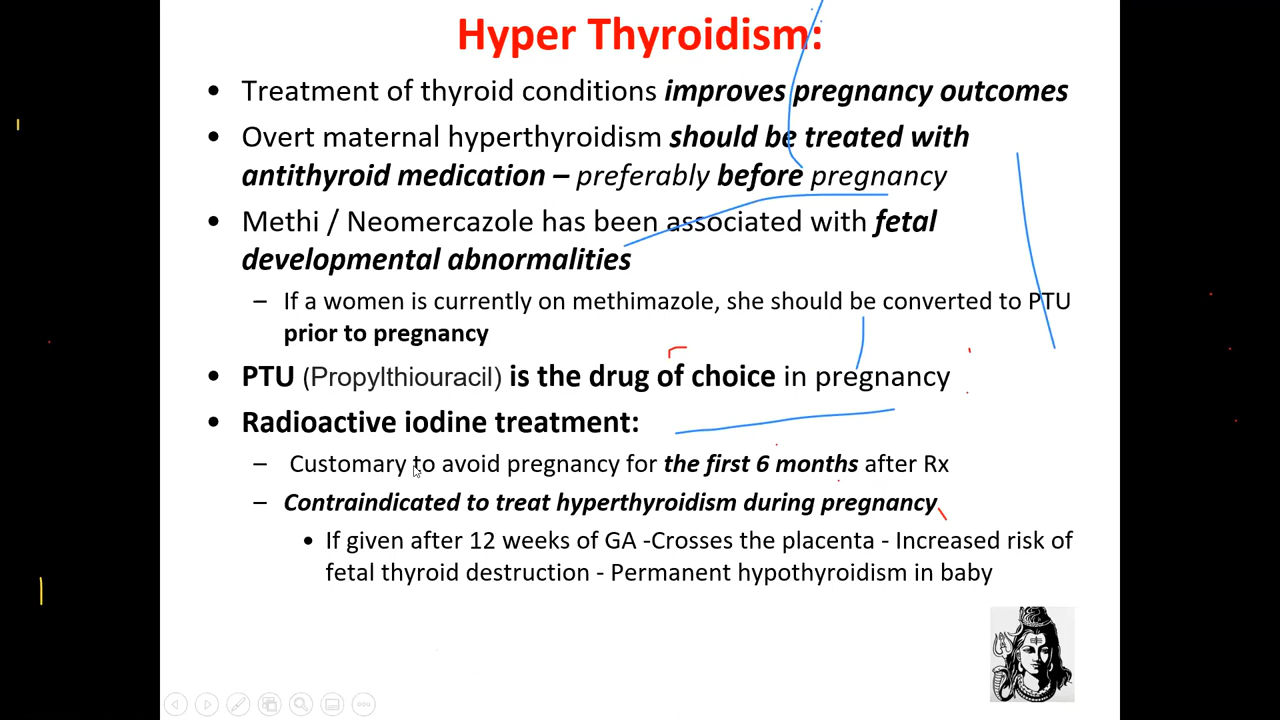 Hyper Thyroidism:
• Treatment of thyroid conditions improves pregnancy outcomes
• Overt maternal hyperthyroidism should be treated with
antithyroid medication – preferably before pregnancy
• Methi / Neomercazole has been associated with fetal
developmental abnormalities
– If a women is currently on methimazole, she should be converted to PTU
prior to pregnancy
• PTU (Propylthiouracil) is the drug of choice in pregnancy
• Radioactive iodine treatment:
– Customary to avoid pregnancy for the first 6 months after Rx
– Contraindicated to treat hyperthyroidism during pregnancy
• If given after 12 weeks of GA -Crosses the placenta - Increased risk of
fetal thyroid destruction - Permanent hypothyroidism in baby